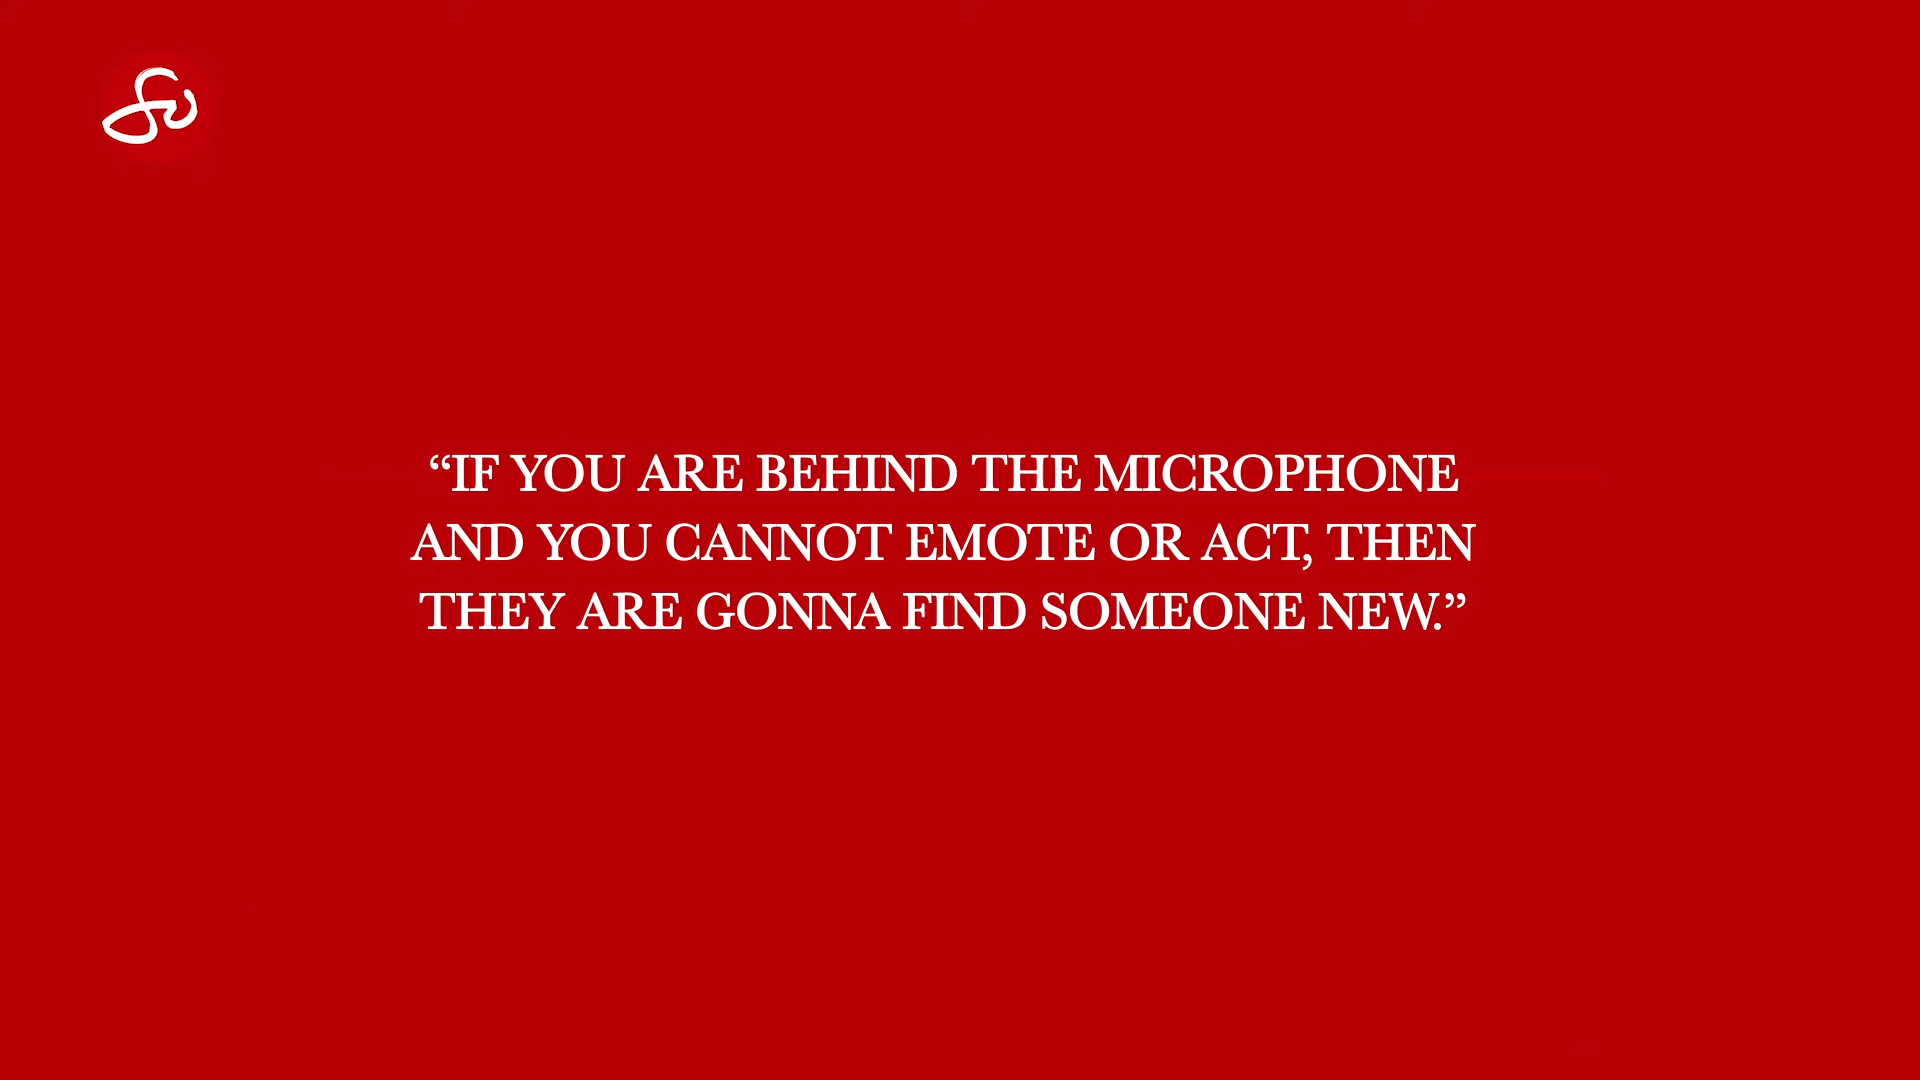 “IF YOU ARE BEHIND THE MICROPHONE
AND YOU CANNOT EMOTE OR ACT, THEN
THEY ARE GONNA FIND SOMEONE NEW.”